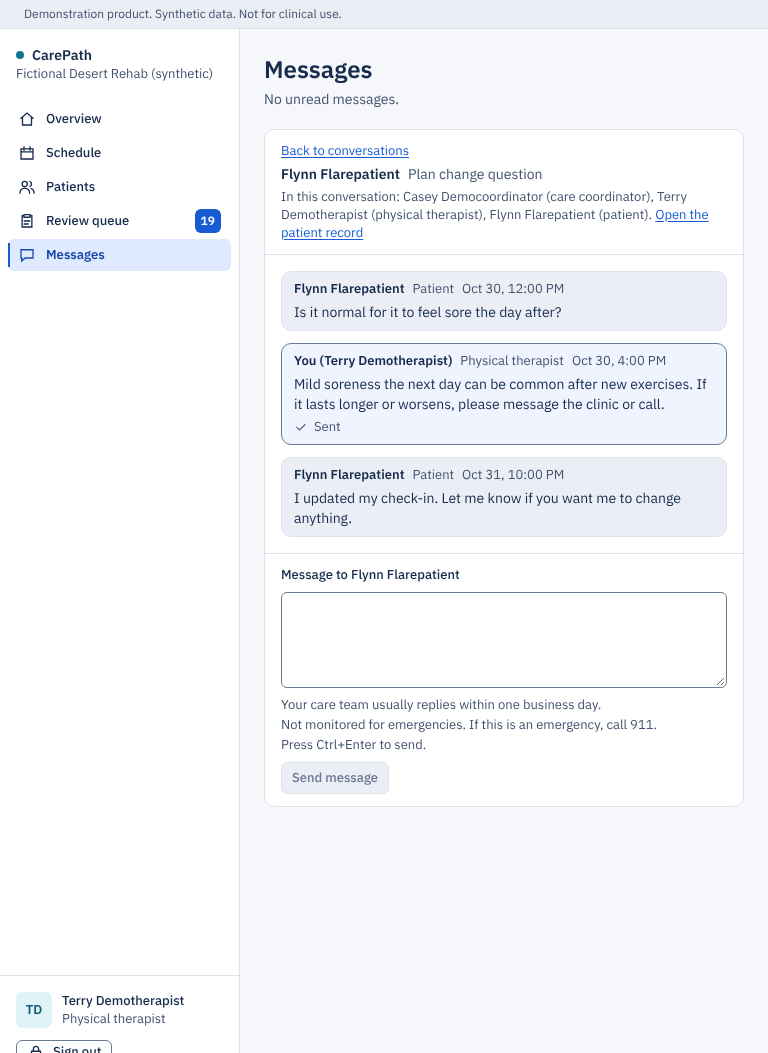 Demonstration product. Synthetic data. Not for clinical use.
CarePath
Fictional Desert Rehab (synthetic)
Overview
Schedule
Patients
Review queue 19
Messages
TD
Terry Demotherapist
Physical therapist
Sign out
Messages
No unread messages.
Back to conversations
Flynn Flarepatient Plan change question
In this conversation: Casey Democoordinator (care coordinator), Terry
Demotherapist (physical therapist), Flynn Flarepatient (patient). Open the
patient record
Flynn Flarepatient Patient Oct 30, 12:00 PM
Is it normal for it to feel sore the day after?
You (Terry Demotherapist) Physical therapist Oct 30, 4:00 PM
Mild soreness the next day can be common after new exercises. If
it lasts longer or worsens, please message the clinic or call.
Sent
Flynn Flarepatient Patient Oct 31, 10:00 PM
I updated my check-in. Let me know if you want me to change
anything.
Message to Flynn Flarepatient
Your care team usually replies within one business day.
Not monitored for emergencies. If this is an emergency, call 911.
Press Ctrl+Enter to send.
Send message